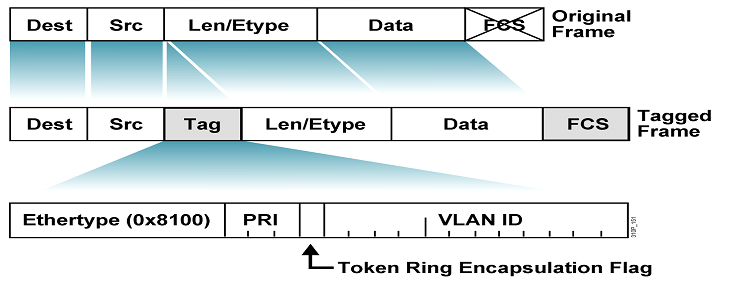 Dest Src Len/Etype Data FCS Original Frame
Dest Src Tag Len/Etype Data FCS Tagged Frame
Ethertype (0x8100) PRI VLAN ID
Token Ring Encapsulation Flag